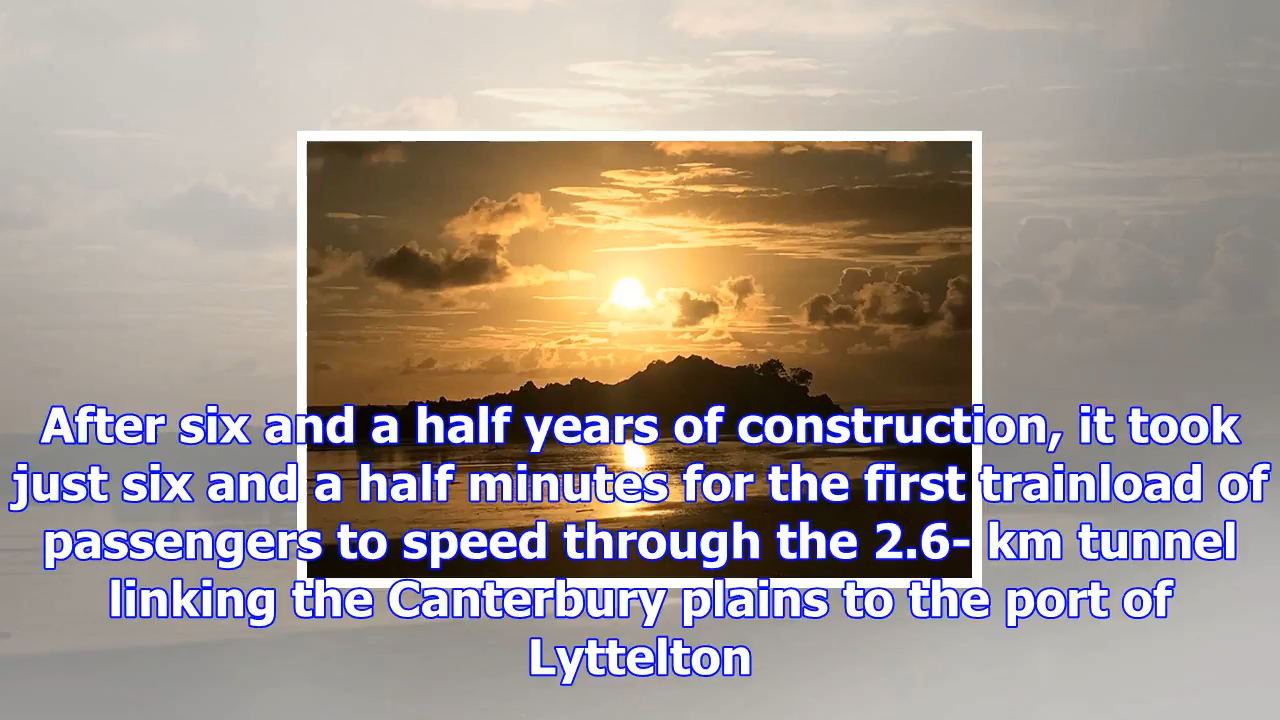 After six and a half years of construction, it took
just six and a half minutes for the first trainload of
passengers to speed through the 2.6- km tunnel
linking the Canterbury plains to the port of
Lyttelton